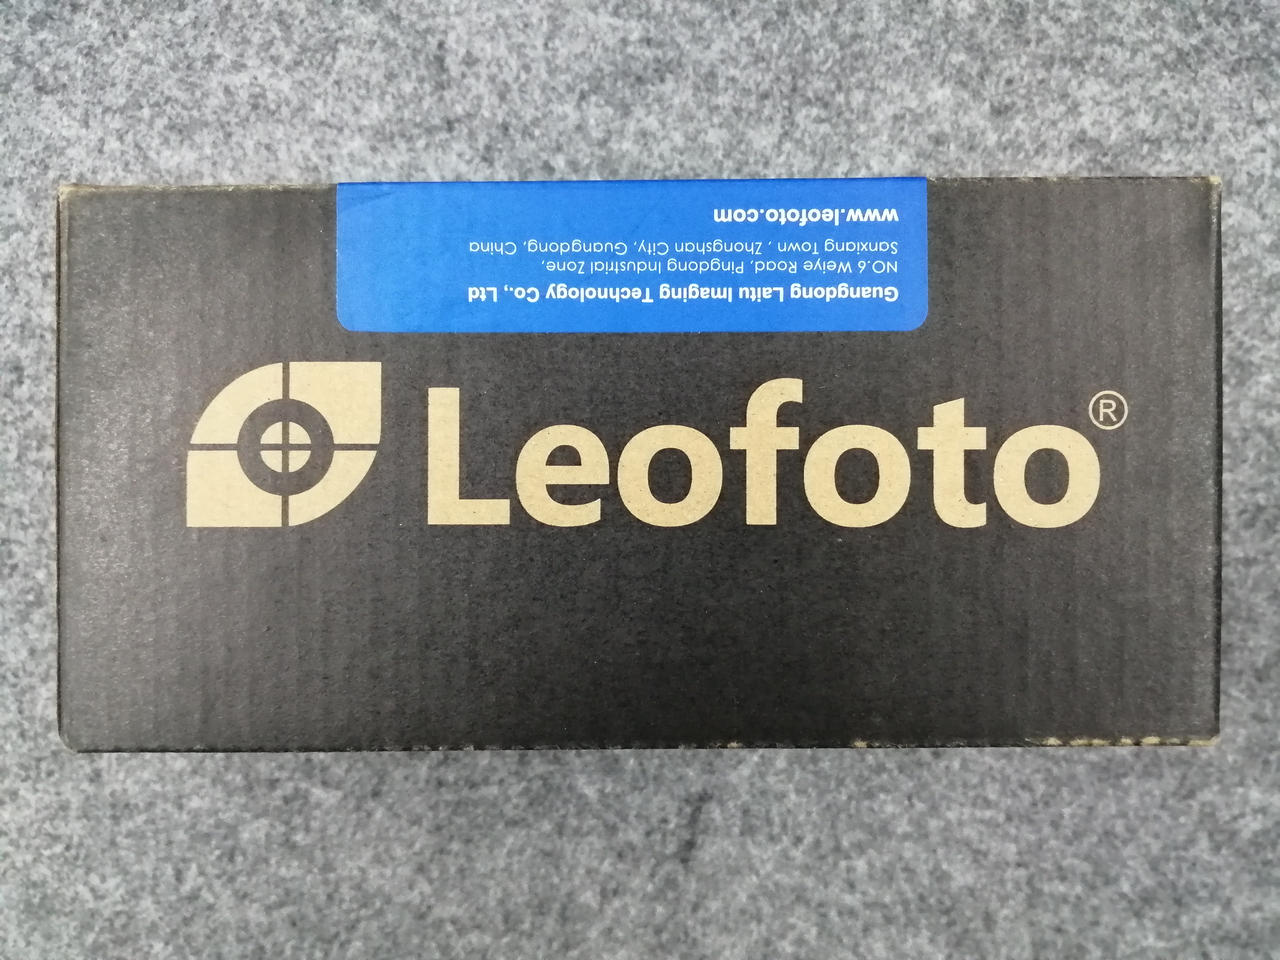 Guangdong Laitu Imaging Technology Co., Ltd
NO.6 Weiye Road, Pingdong Industrial Zone,
Sanxiang Town , Zhongshan City, Guangdong, China
www.leofoto.com
Leofoto®